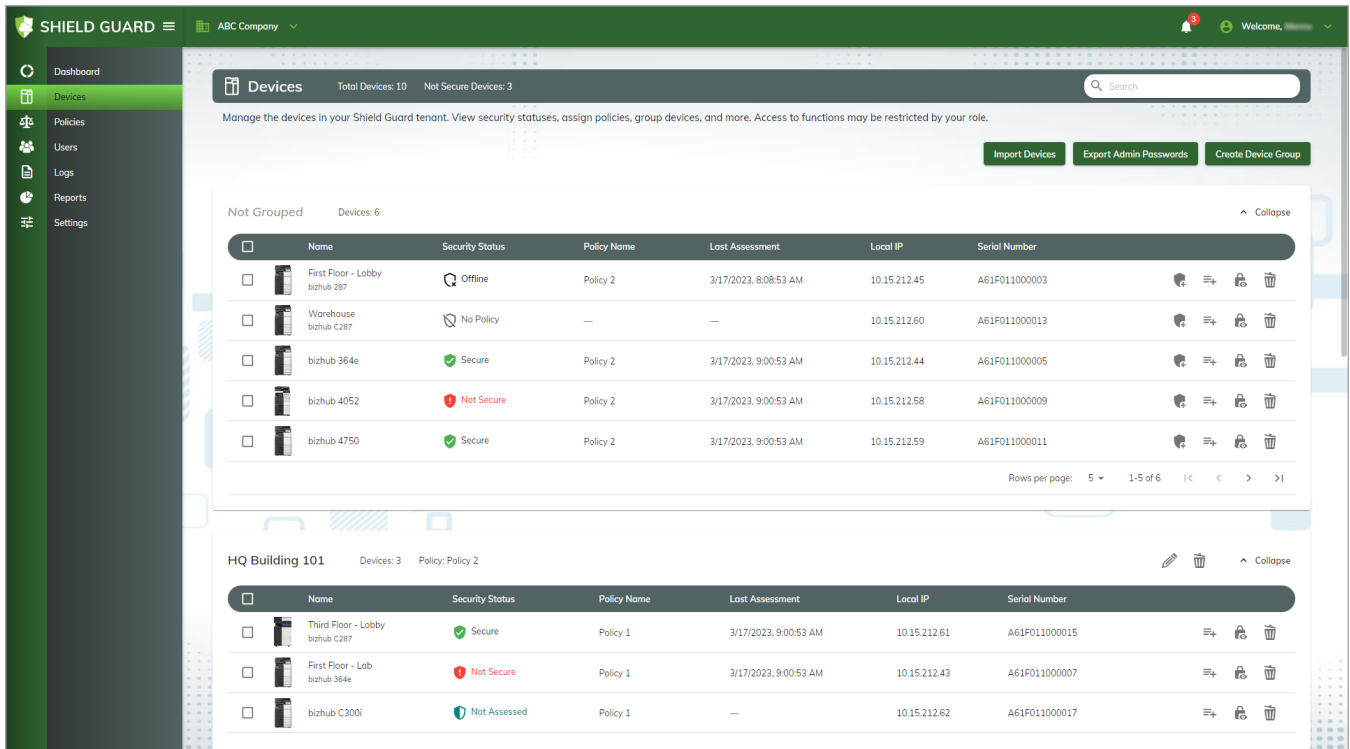 SHIELD GUARD
ABC Company
3
Welcome,
Dashboard
Devices
Policies
Users
Logs
Reports
Settings
Devices Total Devices: 10 Not Secure Devices: 3
Search
Manage the devices in your Shield Guard tenant. View security statuses, assign policies, group devices, and more. Access to functions may be restricted by your role.
Import Devices Export Admin Passwords Create Device Group
Not Grouped Devices: 6 Collapse
Name Security Status Policy Name Last Assessment Local IP Serial Number
First Floor - Lobby
bizhub 287
Offline Policy 2 3/17/2023, 8:08:53 AM 10.15.212.45 A61F011000003
Warehouse
bizhub C287
No Policy — — 10.15.212.60 A61F011000013
bizhub 364e Secure Policy 2 3/17/2023, 9:00:53 AM 10.15.212.44 A61F011000005
bizhub 4052 Not Secure Policy 2 3/17/2023, 9:00:53 AM 10.15.212.58 A61F011000009
bizhub 4750 Secure Policy 2 3/17/2023, 9:00:53 AM 10.15.212.59 A61F011000011
Rows per page: 5 1-5 of 6
HQ Building 101 Devices: 3 Policy: Policy 2 Collapse
Name Security Status Policy Name Last Assessment Local IP Serial Number
Third Floor - Lobby
bizhub C287
Secure Policy 1 3/17/2023, 9:00:53 AM 10.15.212.61 A61F011000015
First Floor - Lab
bizhub 364e
Not Secure Policy 1 3/17/2023, 9:00:53 AM 10.15.212.43 A61F011000007
bizhub C300i Not Assessed Policy 1 — 10.15.212.62 A61F011000017